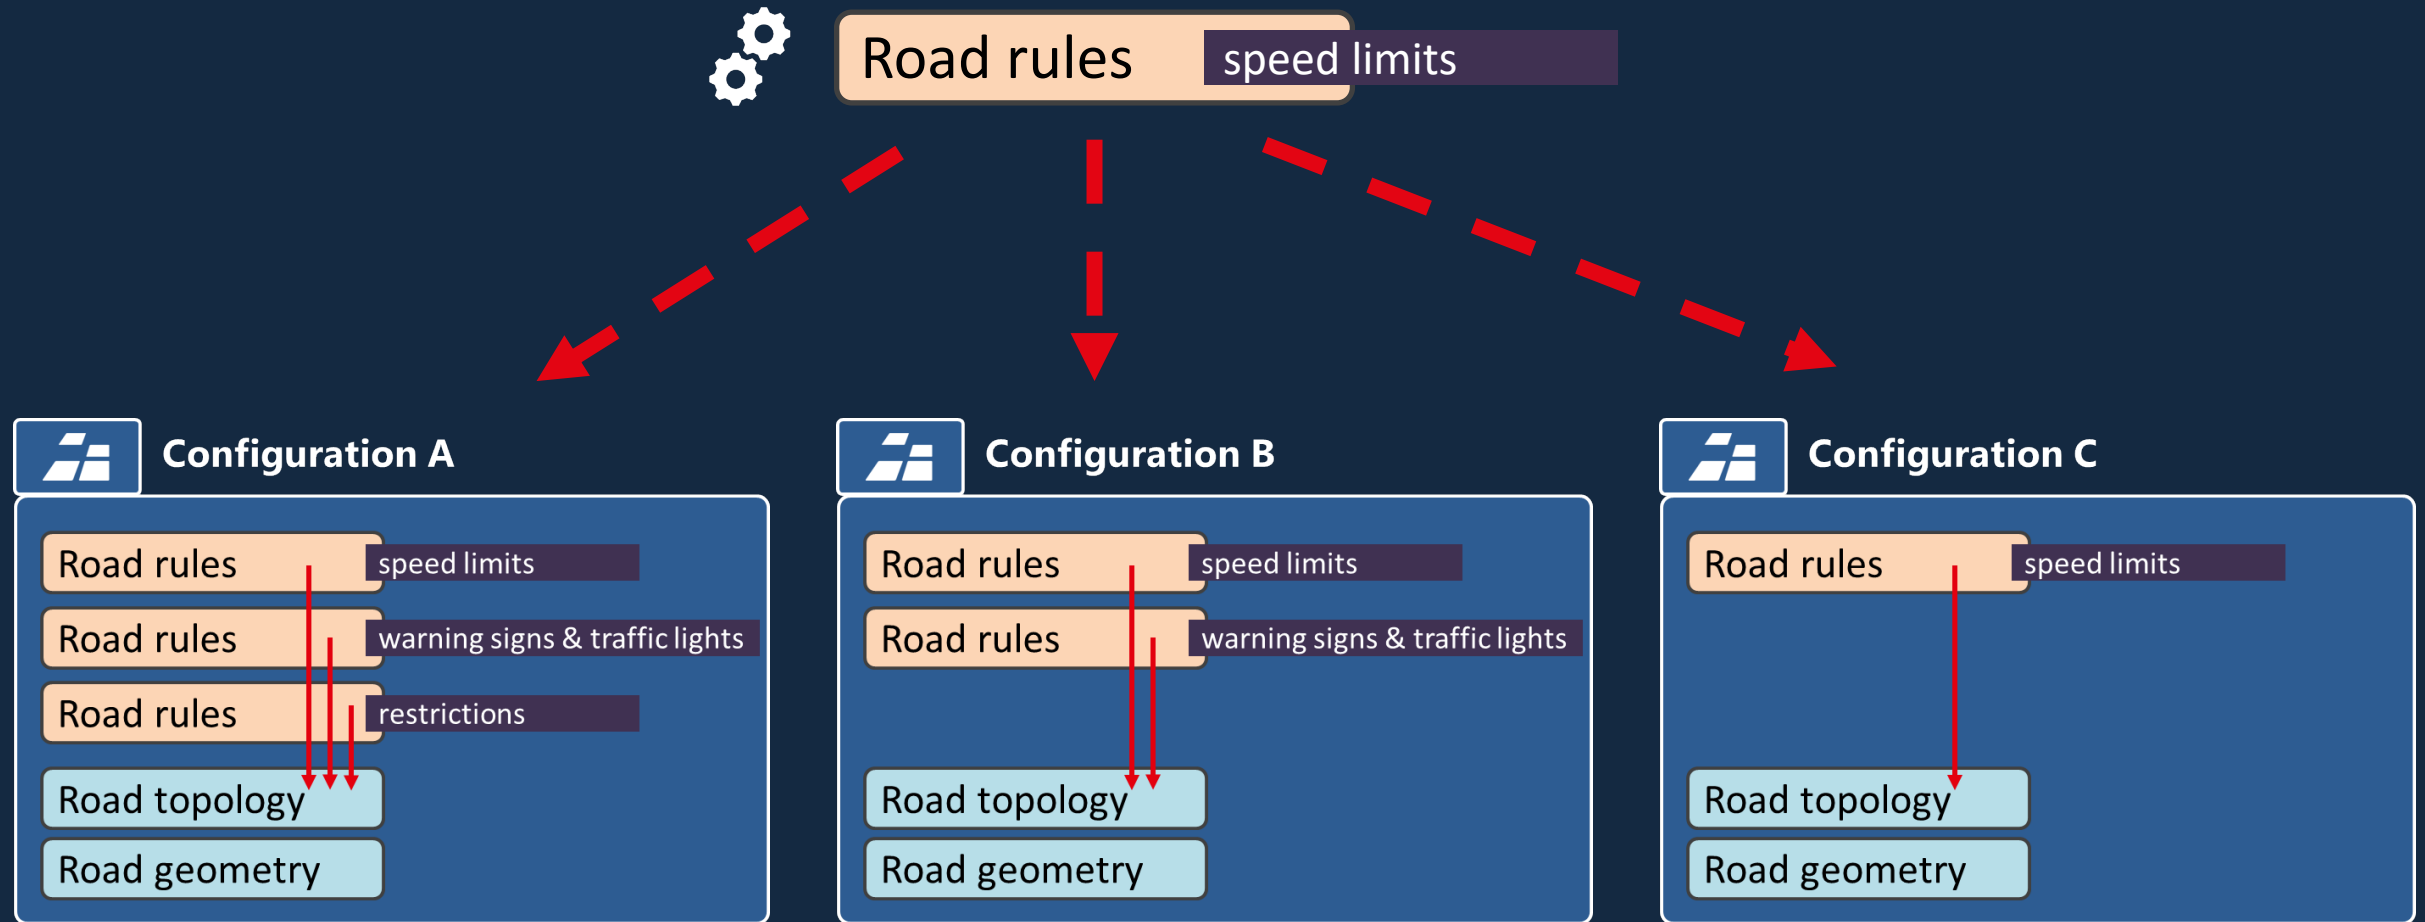 Road rules speed limits
Configuration A
Road rules speed limits
Road rules warning signs & traffic lights
Road rules restrictions
Road topology
Road geometry
Configuration B
Road rules speed limits
Road rules warning signs & traffic lights
Road topology
Road geometry
Configuration C
Road rules speed limits
Road topology
Road geometry